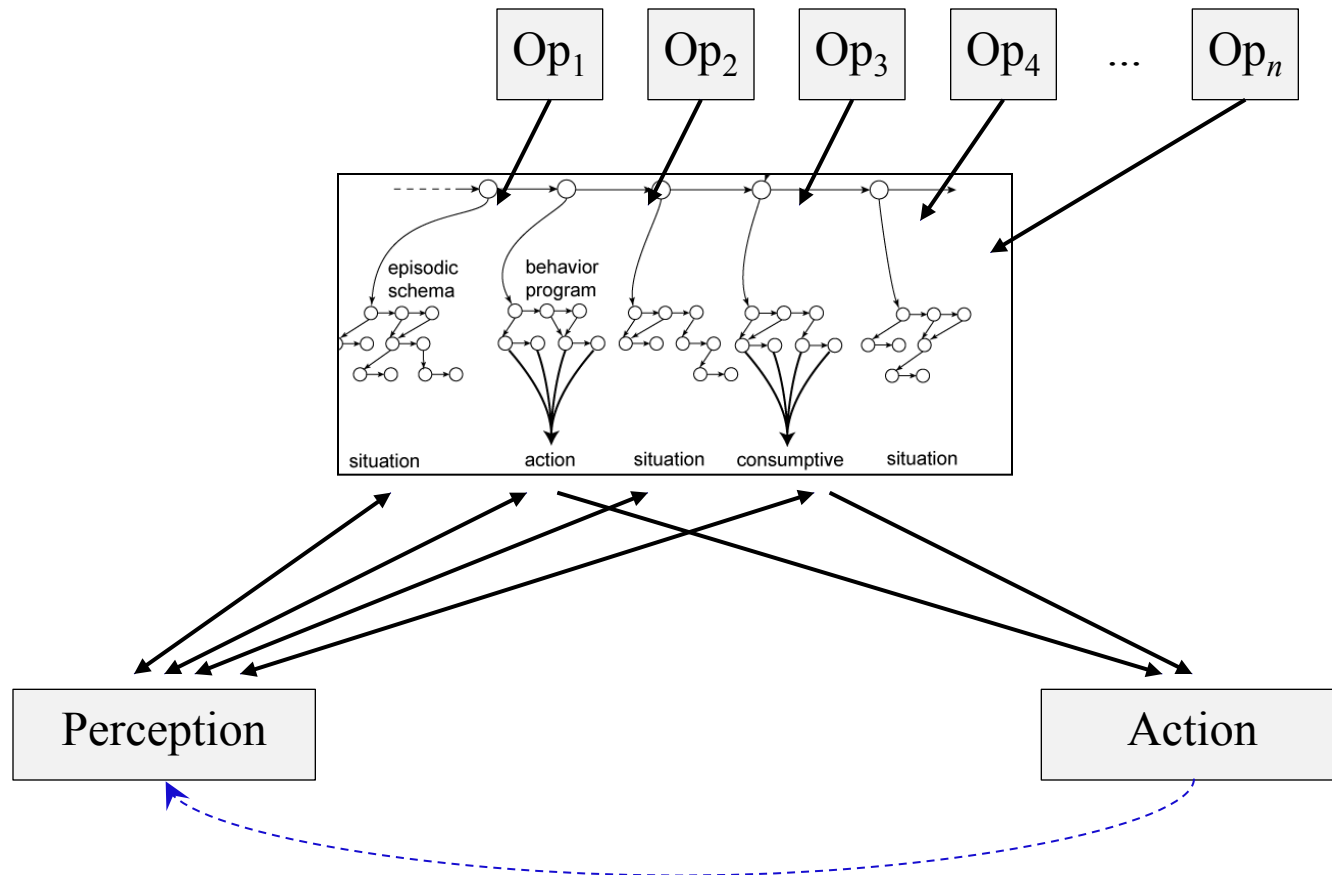 Op₁ Op₂ Op₃ Op₄ ... Opₙ
episodic
schema
behavior
program
situation action situation consumptive situation
Perception Action